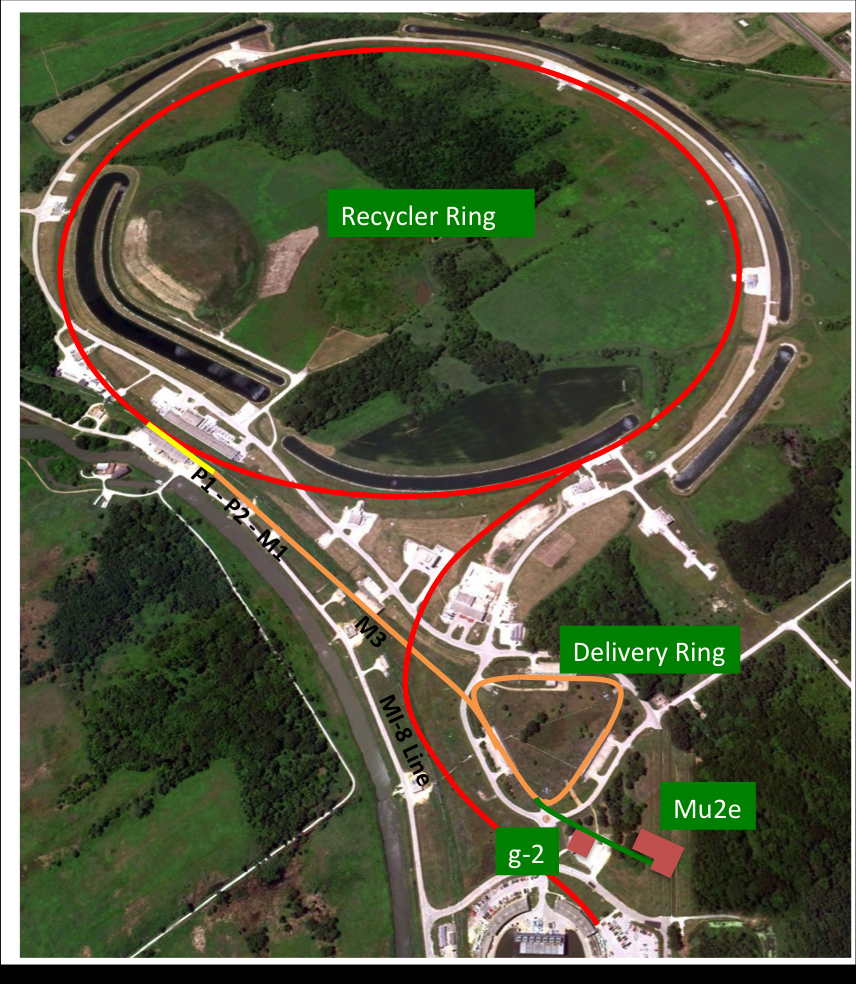 Recycler Ring
P1 - P2 - M1
M3
Delivery Ring
MI-8 Line
Mu2e
g-2